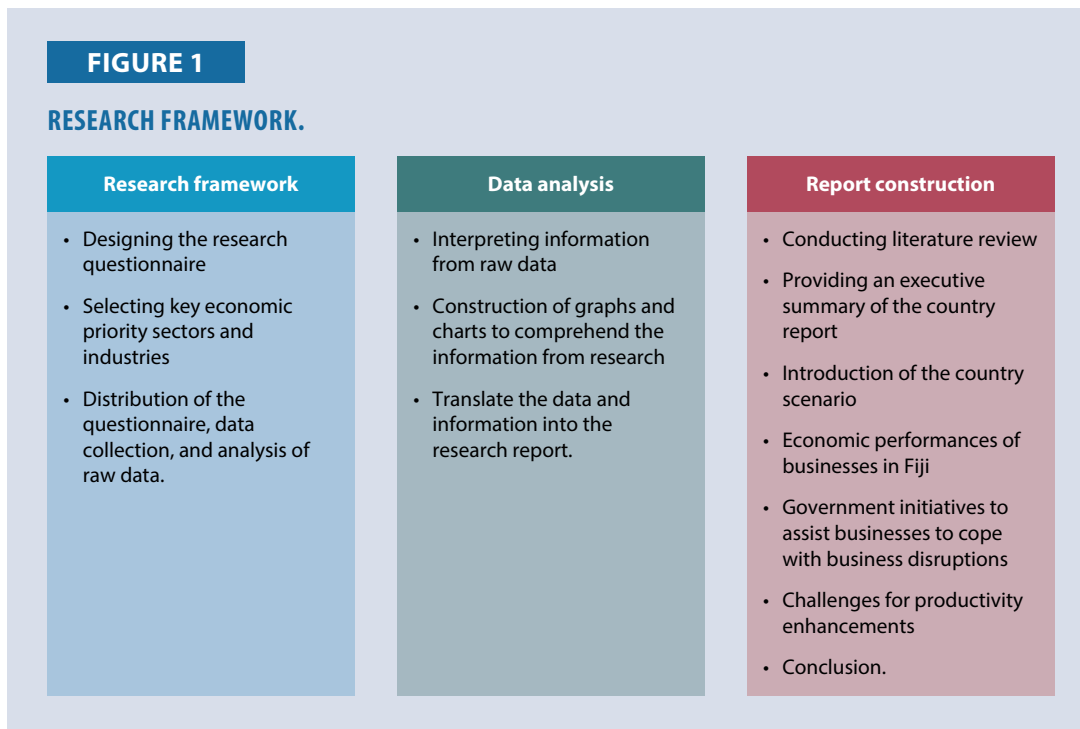 FIGURE 1
RESEARCH FRAMEWORK.
Research framework
• Designing the research
questionnaire
• Selecting key economic
priority sectors and
industries
• Distribution of the
questionnaire, data
collection, and analysis of
raw data.
Data analysis
• Interpreting information
from raw data
• Construction of graphs and
charts to comprehend the
information from research
• Translate the data and
information into the
research report.
Report construction
• Conducting literature review
• Providing an executive
summary of the country
report
• Introduction of the country
scenario
• Economic performances of
businesses in Fiji
• Government initiatives to
assist businesses to cope
with business disruptions
• Challenges for productivity
enhancements
• Conclusion.